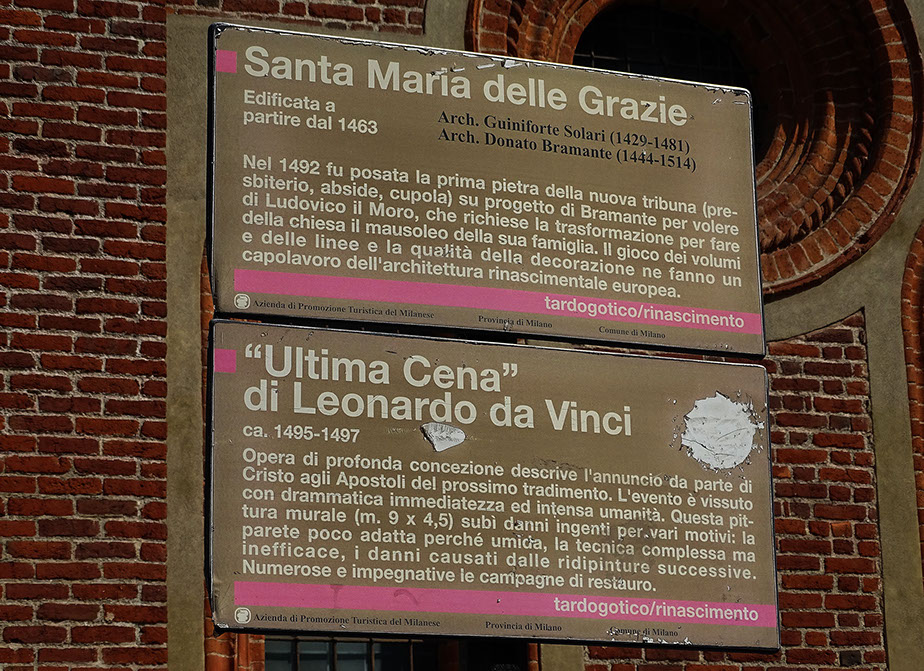 Santa Maria delle Grazie
Edificata a
partire dal 1463
Arch. Guiniforte Solari (1429-1481)
Arch. Donato Bramante (1444-1514)
Nel 1492 fu posata la prima pietra della nuova tribuna (pre-
sbiterio, abside, cupola) su progetto di Bramante per volere
di Ludovico il Moro, che richiese la trasformazione per fare
della chiesa il mausoleo della sua famiglia. Il gioco dei volumi
e delle linee e la qualità della decorazione ne fanno un
capolavoro dell'architettura rinascimentale europea.
tardogotico/rinascimento
Azienda di Promozione Turistica del Milanese Provincia di Milano Comune di Milano
“Ultima Cena”
di Leonardo da Vinci
ca. 1495-1497
Opera di profonda concezione descrive l'annuncio da parte di
Cristo agli Apostoli del prossimo tradimento. L'evento è vissuto
con drammatica immediatezza ed intensa umanità. Questa pit-
tura murale (m. 9 x 4,5) subì danni ingenti per vari motivi: la
parete poco adatta perché umida, la tecnica complessa ma
inefficace, i danni causati dalle ridipinture successive.
Numerose e impegnative le campagne di restauro.
tardogotico/rinascimento
Azienda di Promozione Turistica del Milanese Provincia di Milano Comune di Milano